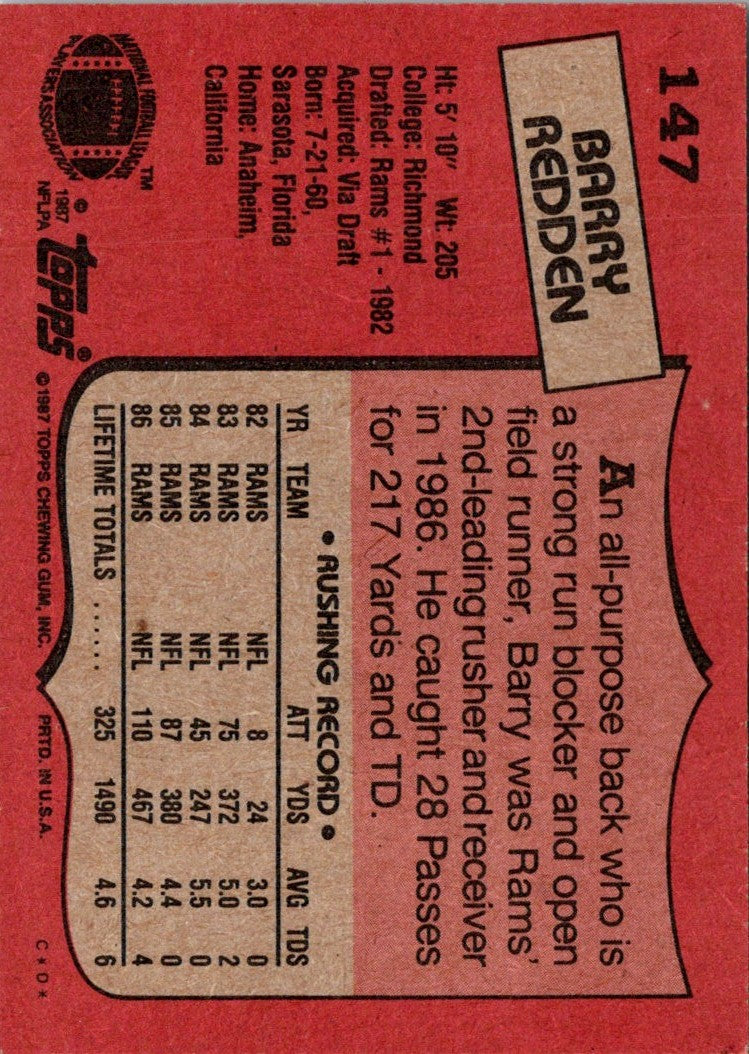 147
BARRY
REDDEN
Ht: 5' 10" Wt: 205
College: Richmond
Drafted: Rams #1 - 1982
Acquired: Via Draft
Born: 7-21-60,
Sarasota, Florida
Home: Anaheim,
California
NATIONAL FOOTBALL LEAGUE
PLAYERS ASSOCIATION
TM
© 1987
NFLPA
topps®
An all-purpose back who is
a strong run blocker and open
field runner, Barry was Rams'
2nd-leading rusher and receiver
in 1986. He caught 28 Passes
for 217 Yards and TD.
• RUSHING RECORD •
YR TEAM ATT YDS AVG TDS
82 RAMS NFL 8 24 3.0 0
83 RAMS NFL 75 372 5.0 2
84 RAMS NFL 45 247 5.5 0
85 RAMS NFL 87 380 4.4 0
86 RAMS NFL 110 467 4.2 4
LIFETIME TOTALS ...... 325 1490 4.6 6
© 1987 TOPPS CHEWING GUM, INC. PRTD. IN U.S.A. C * D *